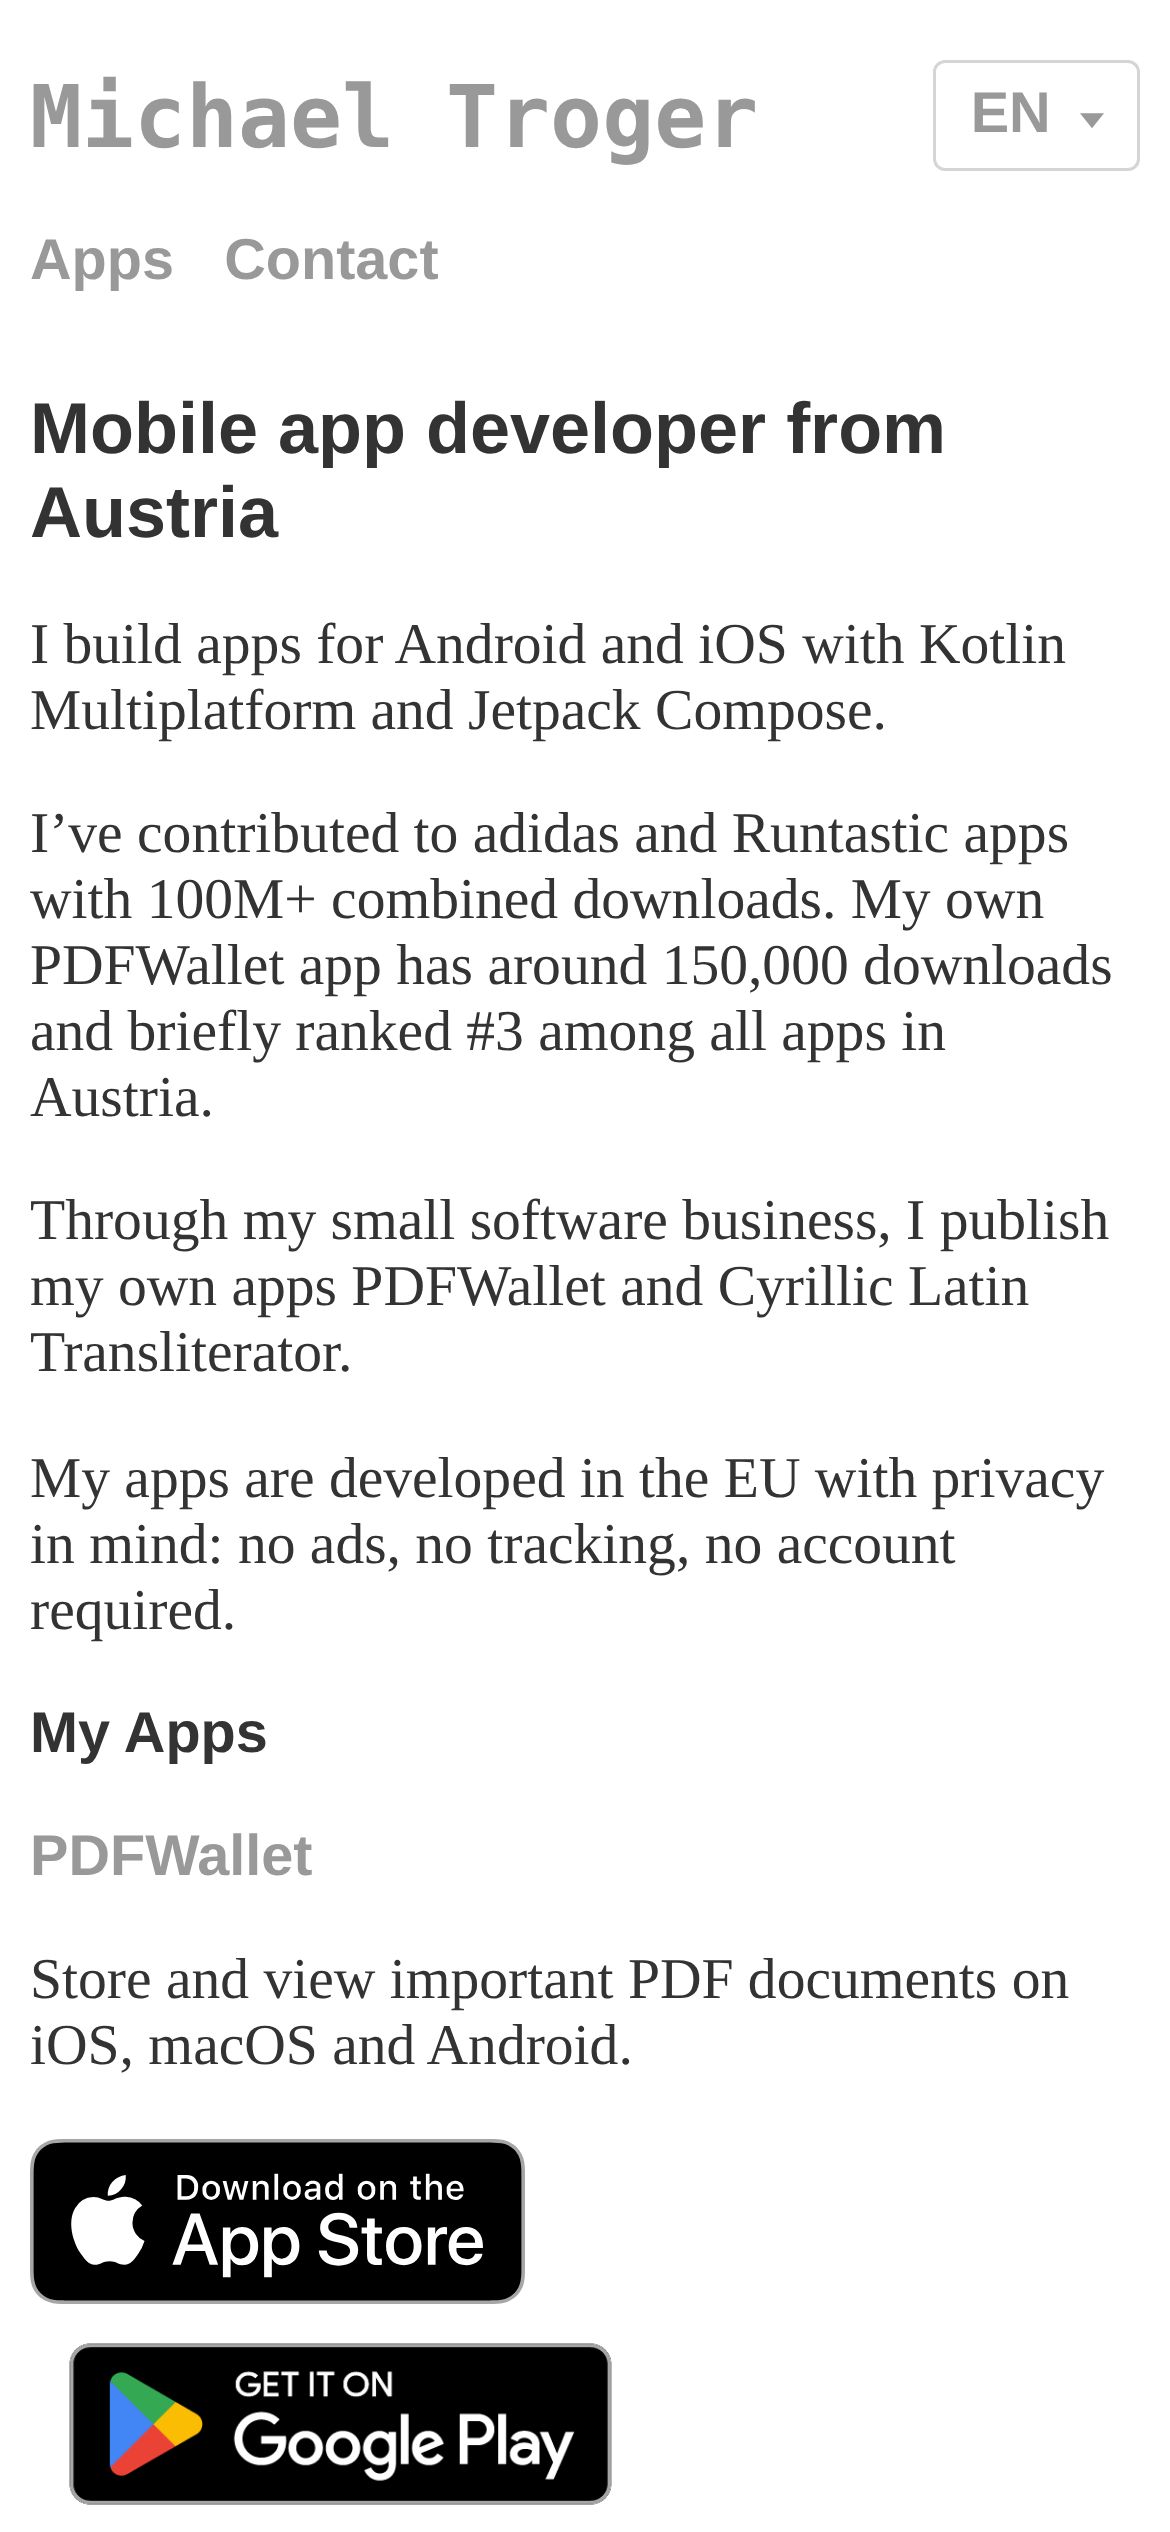 Michael Troger
EN
Apps Contact
Mobile app developer from
Austria
I build apps for Android and iOS with Kotlin
Multiplatform and Jetpack Compose.
I’ve contributed to adidas and Runtastic apps
with 100M+ combined downloads. My own
PDFWallet app has around 150,000 downloads
and briefly ranked #3 among all apps in
Austria.
Through my small software business, I publish
my own apps PDFWallet and Cyrillic Latin
Transliterator.
My apps are developed in the EU with privacy
in mind: no ads, no tracking, no account
required.
My Apps
PDFWallet
Store and view important PDF documents on
iOS, macOS and Android.
Download on the
App Store
GET IT ON
Google Play